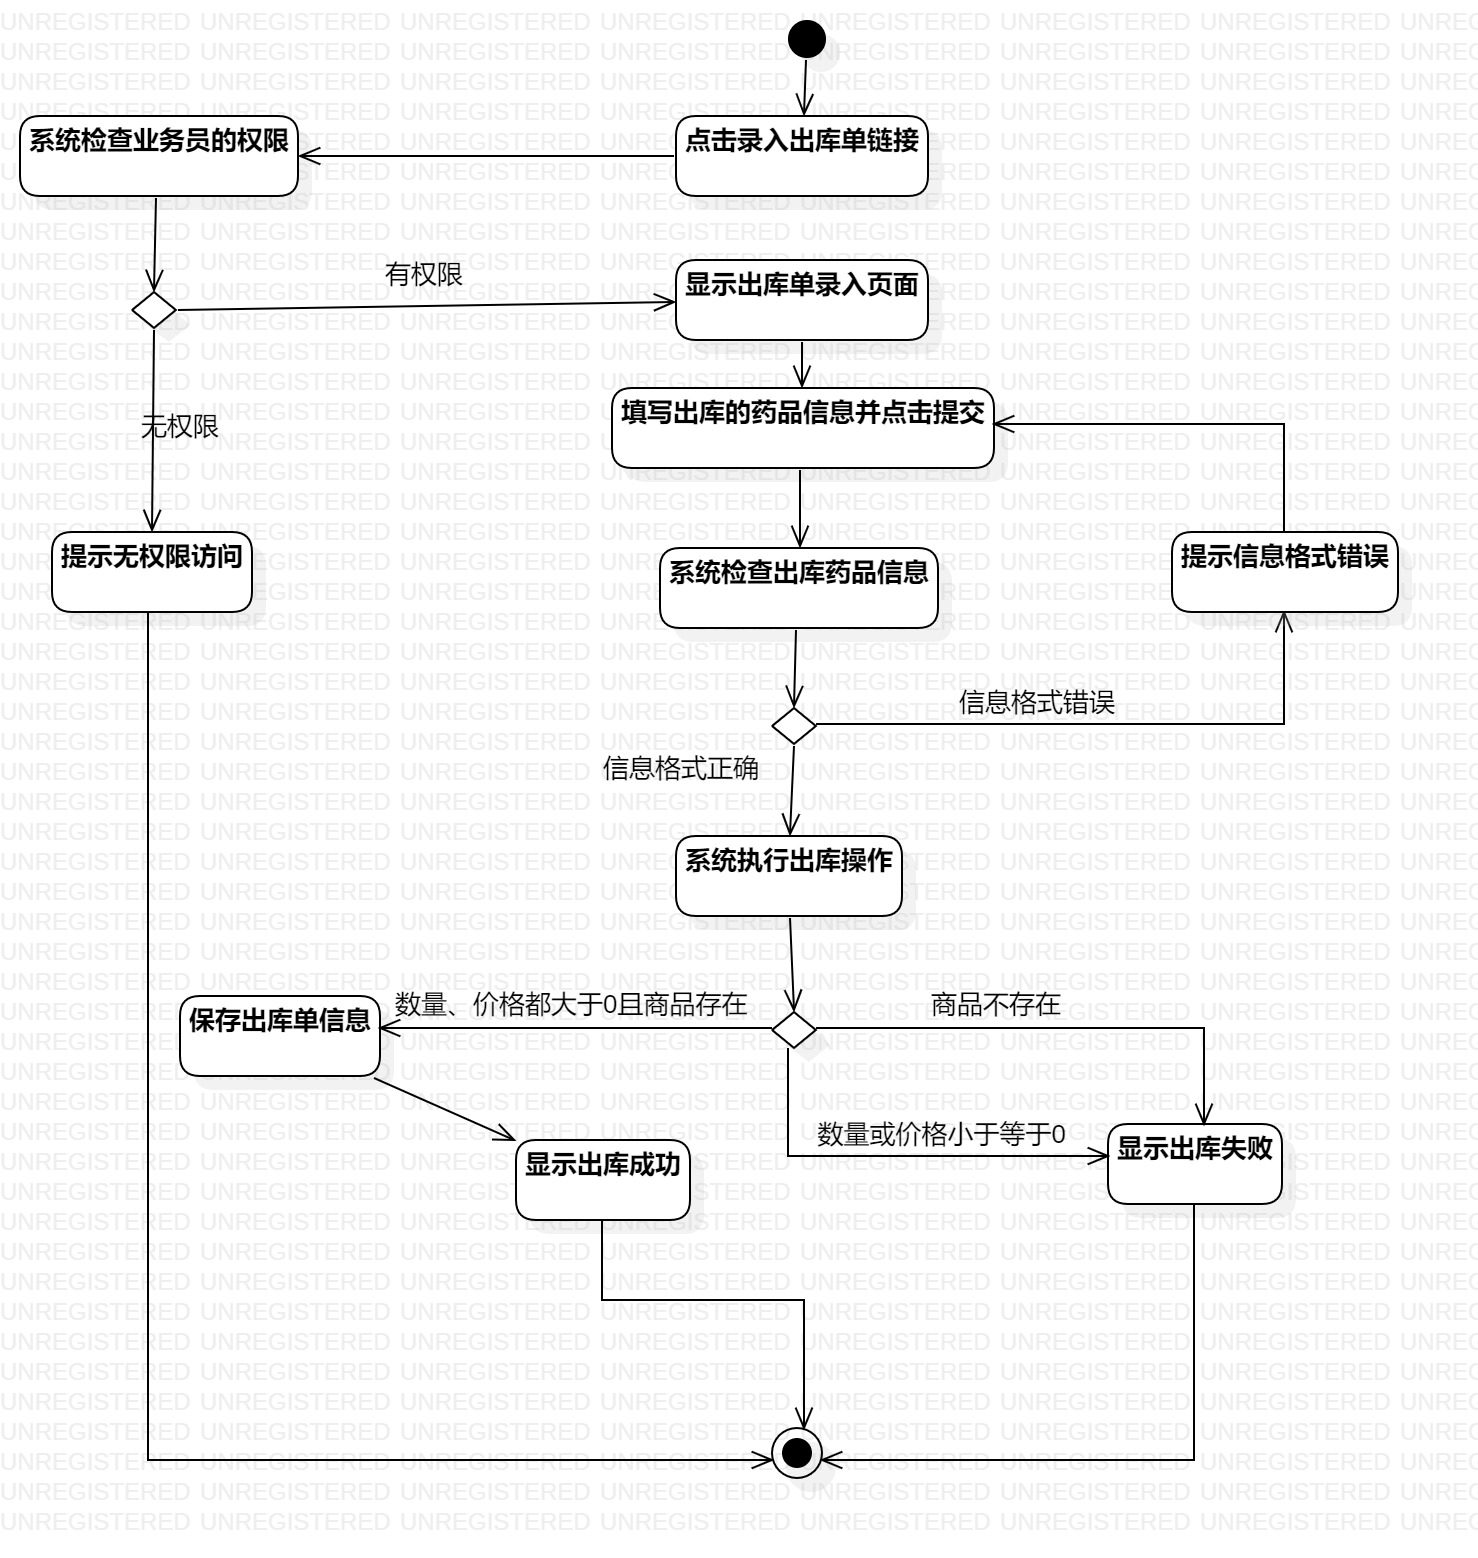 系统检查业务员的权限
点击录入出库单链接
有权限
显示出库单录入页面
无权限
填写出库的药品信息并点击提交
提示无权限访问
系统检查出库药品信息
提示信息格式错误
信息格式错误
信息格式正确
系统执行出库操作
保存出库单信息
数量、价格都大于0且商品存在
商品不存在
数量或价格小于等于0
显示出库失败
显示出库成功
UNREGISTERED